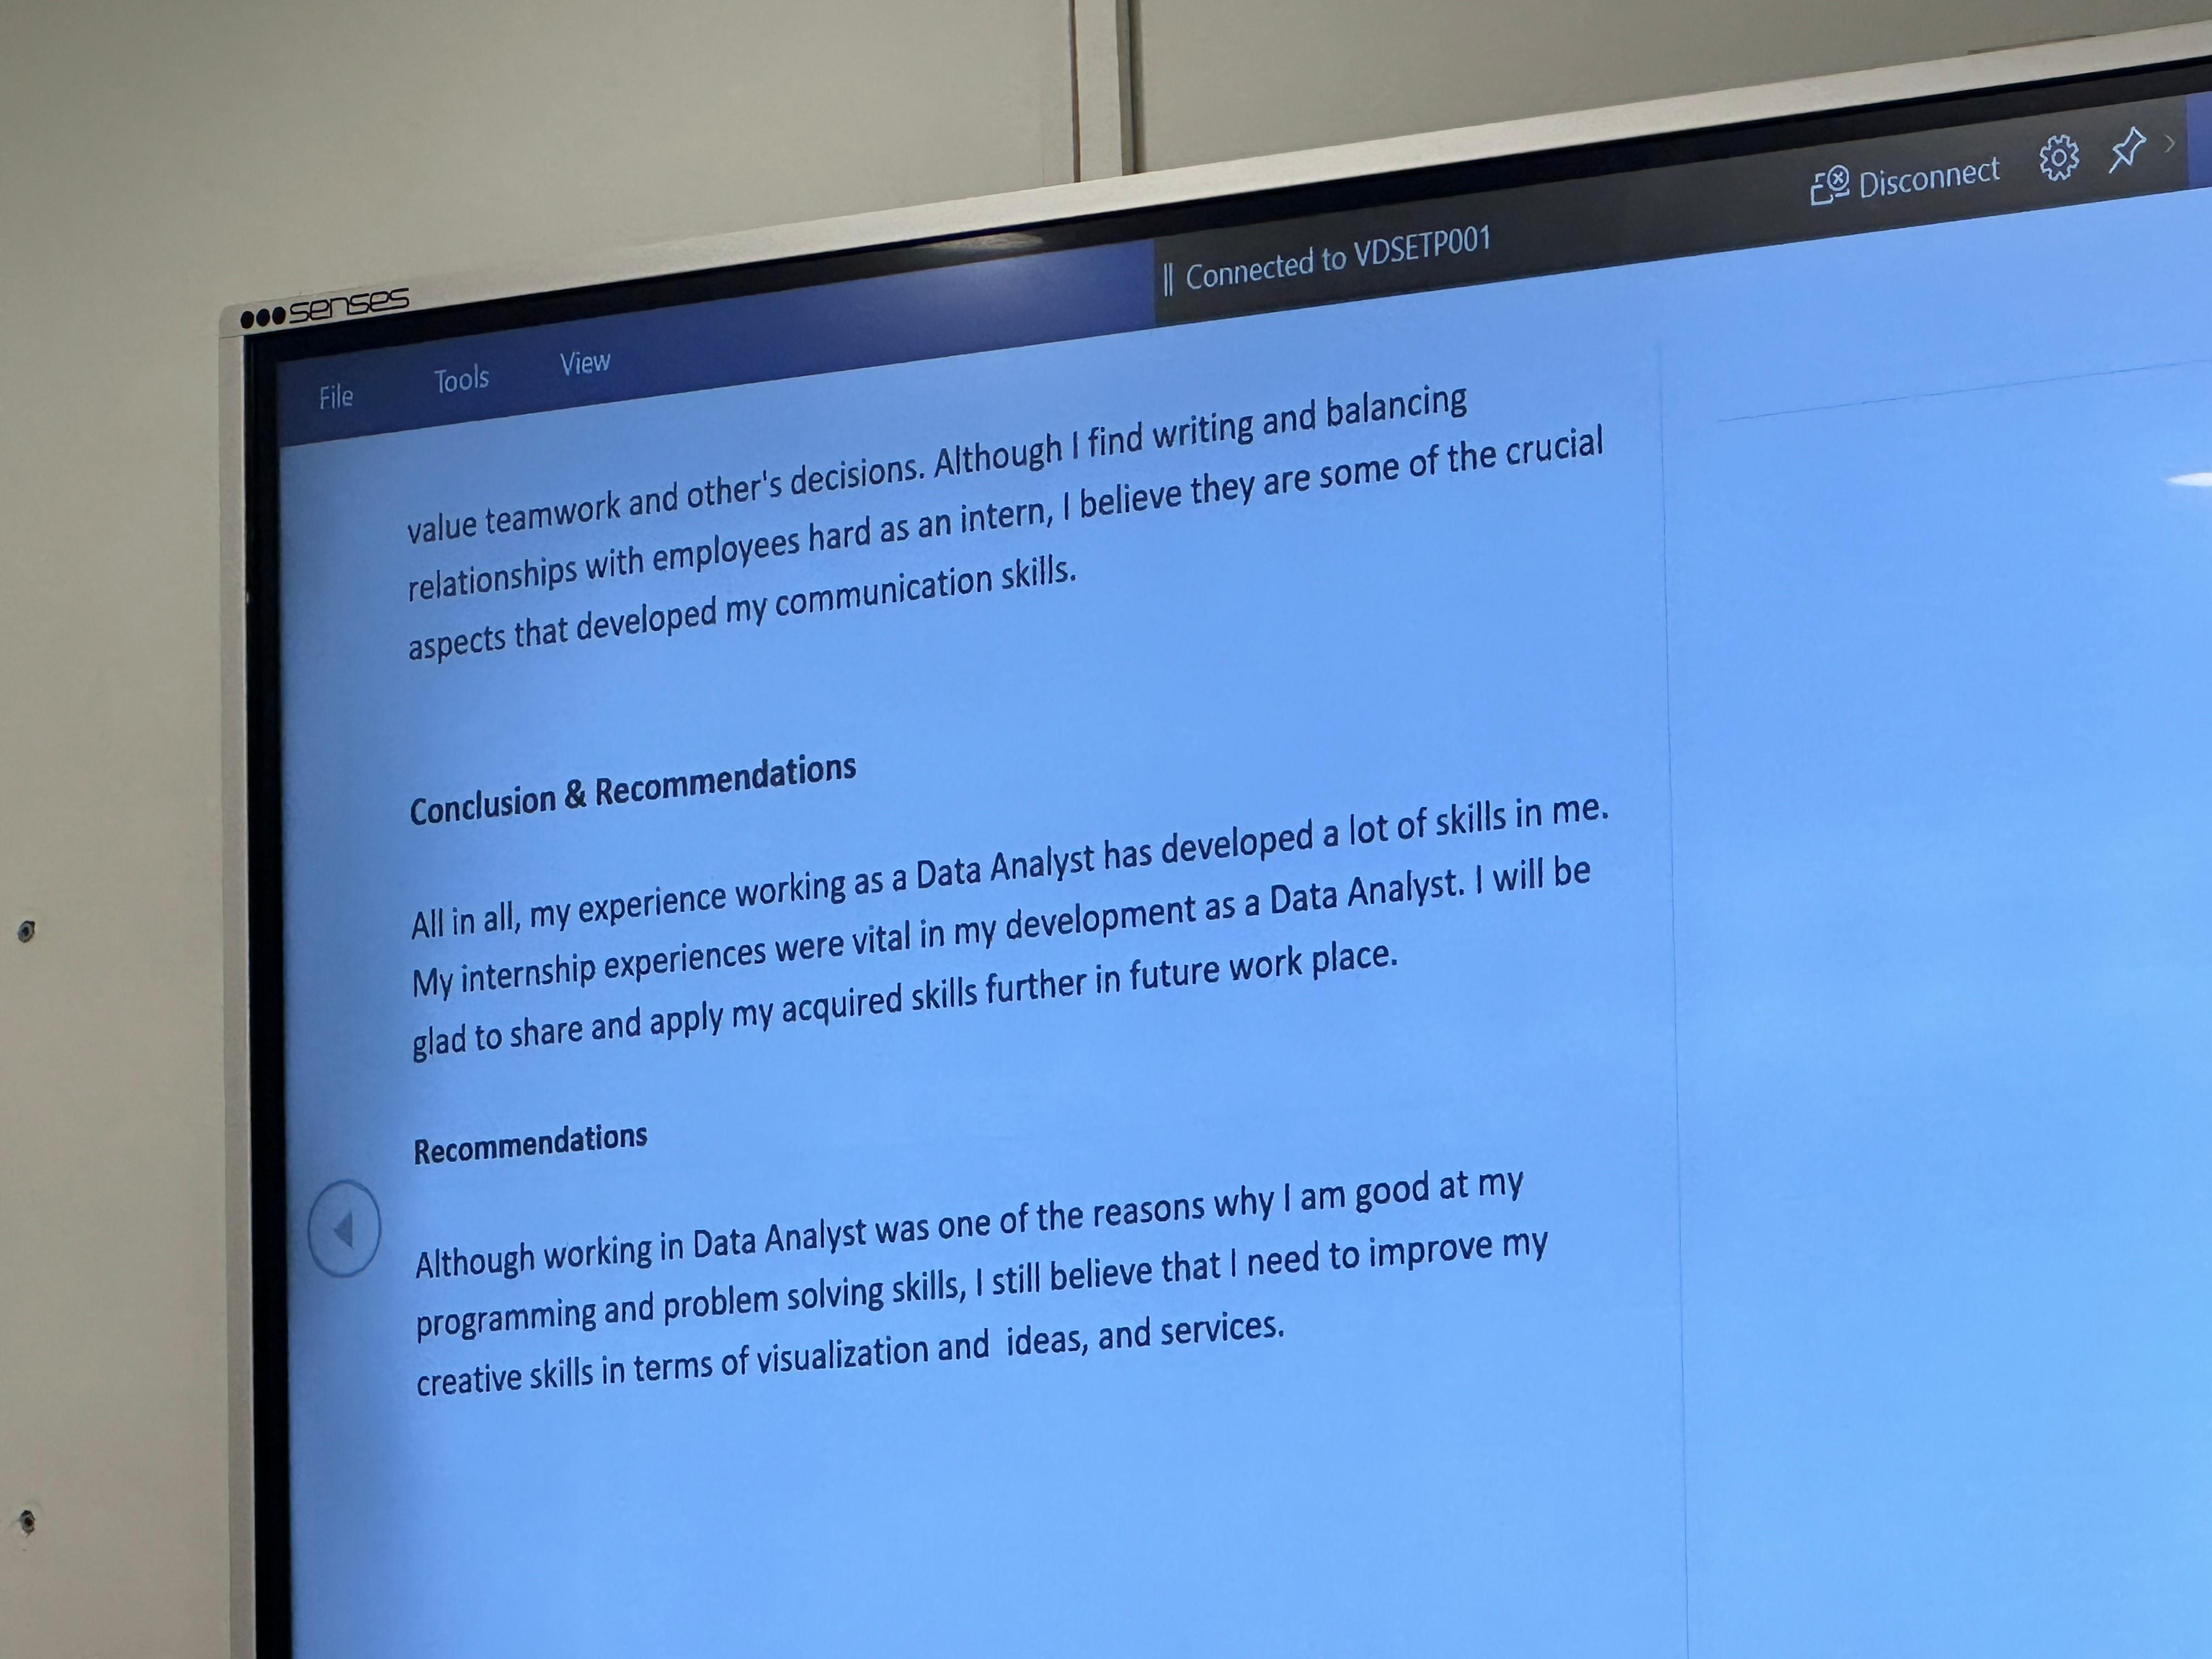 senses
Connected to VDSETP001
Disconnect
File Tools View
value teamwork and other's decisions. Although I find writing and balancing
relationships with employees hard as an intern, I believe they are some of the crucial
aspects that developed my communication skills.
Conclusion & Recommendations
All in all, my experience working as a Data Analyst has developed a lot of skills in me.
My internship experiences were vital in my development as a Data Analyst. I will be
glad to share and apply my acquired skills further in future work place.
Recommendations
Although working in Data Analyst was one of the reasons why I am good at my
programming and problem solving skills, I still believe that I need to improve my
creative skills in terms of visualization and  ideas, and services.